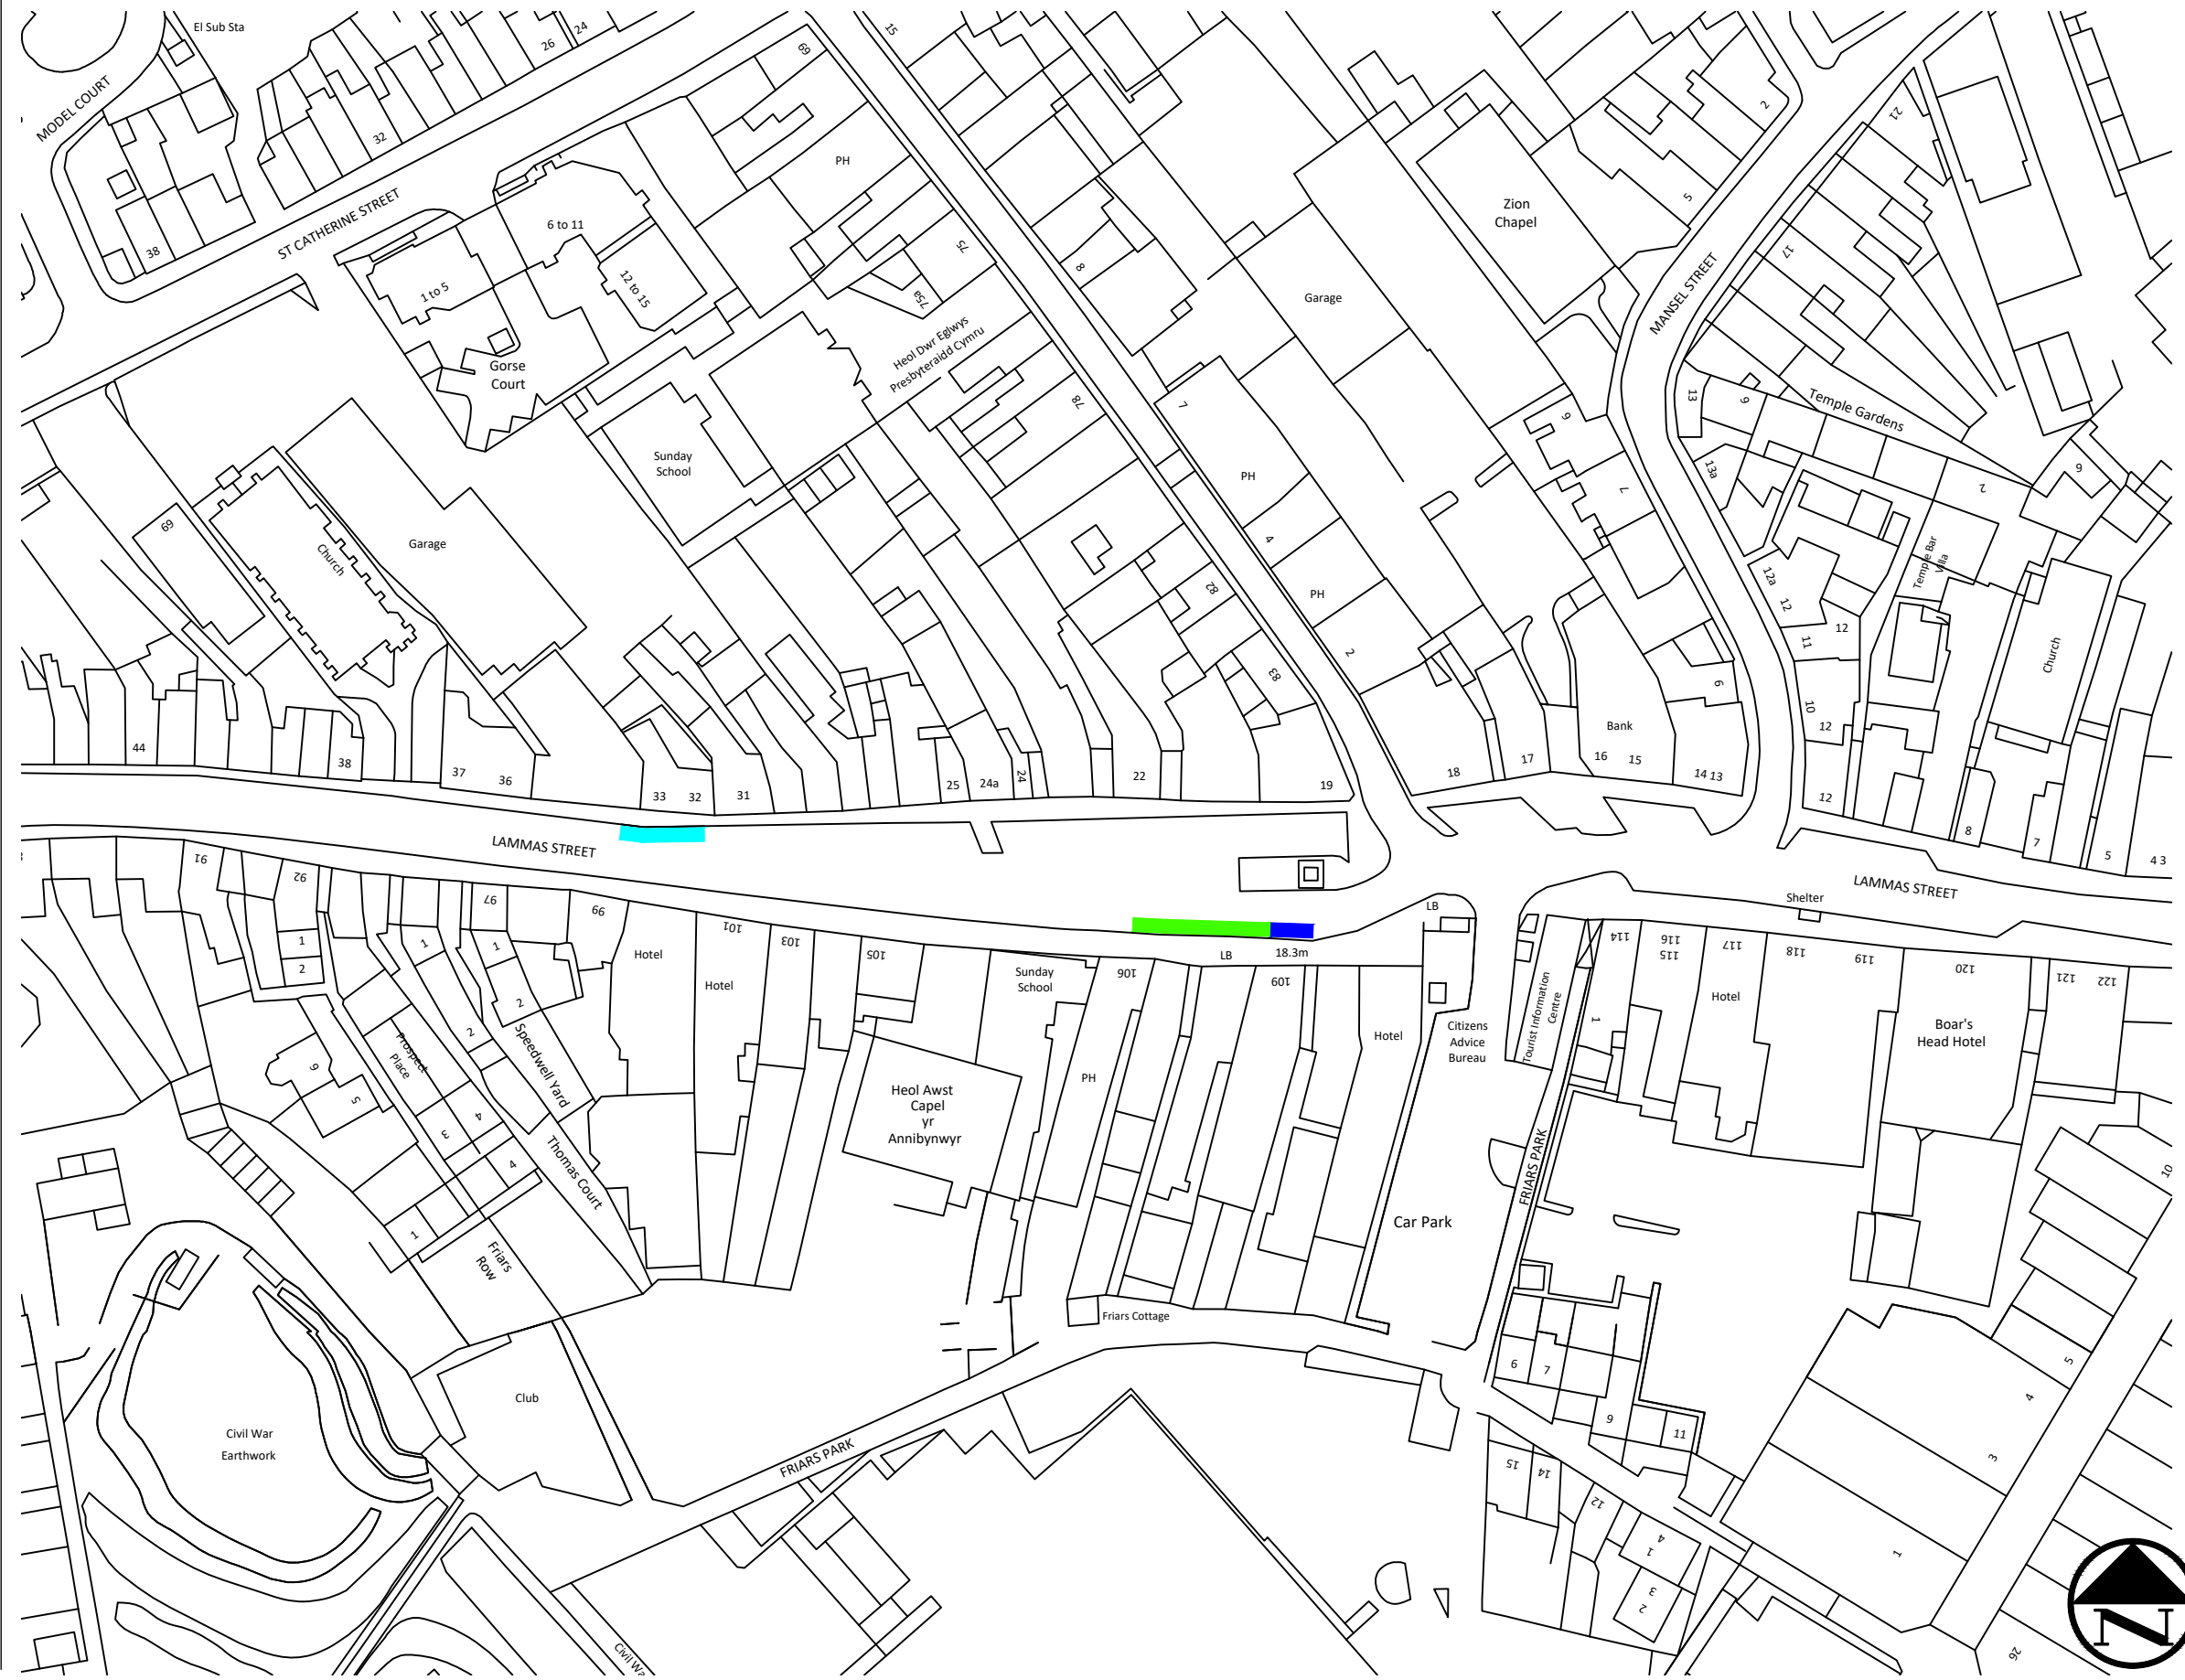 El Sub Sta
MODEL COURT
38
32
26
24
ST CATHERINE STREET
1 to 5
6 to 11
12 to 15
Gorse
Court
69
PH
75
75a
Heol Dwr Eglwys
Presbyteraidd Cymru
78
82
83
15
8
7
PH
4
PH
2
Garage
Zion
Chapel
2
5
MANSEL STREET
21
17
13
9
Temple Gardens
13a
2
9
Temple Bar
Villa
Church
12a
12
12
11
10
12
12
8
7
5
4 3
6
7
6
Bank
18
17
16
15
14 13
Sunday
School
69
Church
Garage
44
38
37
36
33
32
31
25
24a
24
22
19
LAMMAS STREET
LAMMAS STREET
Shelter
LB
LB
18.3m
91
92
1
2
97
1
1
2
2
99
Hotel
Hotel
101
103
105
Sunday
School
106
109
PH
Hotel
Citizens
Advice
Bureau
Tourist Information
Centre
114
1
116
115
117
Hotel
118
119
120
Boar's
Head Hotel
121
122
Heol Awst
Capel
yr
Annibynwyr
Prospect
Place
Speedwell Yard
Thomas Court
6
5
4
3
4
1
Friars
Row
Car Park
FRIARS PARK
Friars Cottage
FRIARS PARK
Club
Civil War
Earthwork
6
7
9
11
15
14
12
4
1
3
2
10
5
4
3
1
26
N